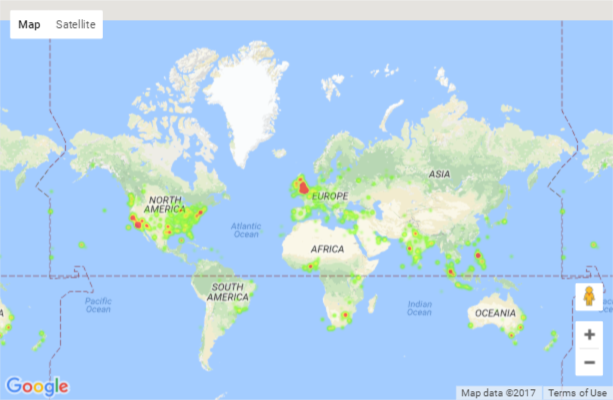 Map Satellite
ASIA
NORTH
AMERICA
EUROPE
Atlantic
Ocean
AFRICA
SOUTH
AMERICA
Pacific
Ocean
Indian
Ocean
OCEANIA
A
Google
Map data ©2017 Terms of Use